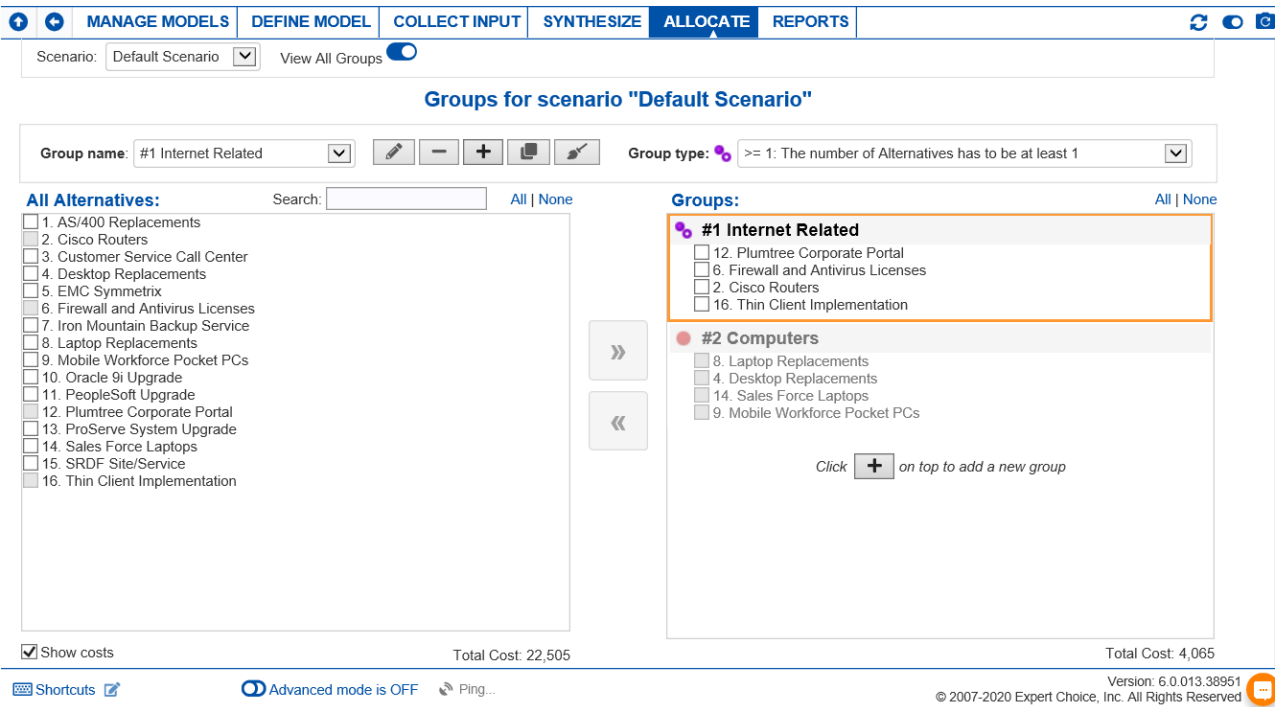 MANAGE MODELS DEFINE MODEL COLLECT INPUT SYNTHESIZE ALLOCATE REPORTS
Scenario: Default Scenario View All Groups
Groups for scenario "Default Scenario"
Group name: #1 Internet Related Group type: >= 1: The number of Alternatives has to be at least 1
All Alternatives: Search: All | None
1. AS/400 Replacements
2. Cisco Routers
3. Customer Service Call Center
4. Desktop Replacements
5. EMC Symmetrix
6. Firewall and Antivirus Licenses
7. Iron Mountain Backup Service
8. Laptop Replacements
9. Mobile Workforce Pocket PCs
10. Oracle 9i Upgrade
11. PeopleSoft Upgrade
12. Plumtree Corporate Portal
13. ProServe System Upgrade
14. Sales Force Laptops
15. SRDF Site/Service
16. Thin Client Implementation
Show costs Total Cost: 22,505
Groups: All | None
#1 Internet Related
12. Plumtree Corporate Portal
6. Firewall and Antivirus Licenses
2. Cisco Routers
16. Thin Client Implementation
#2 Computers
8. Laptop Replacements
4. Desktop Replacements
14. Sales Force Laptops
9. Mobile Workforce Pocket PCs
Click + on top to add a new group
Total Cost: 4,065
Shortcuts Advanced mode is OFF Ping...
Version: 6.0.013.38951
© 2007-2020 Expert Choice, Inc. All Rights Reserved